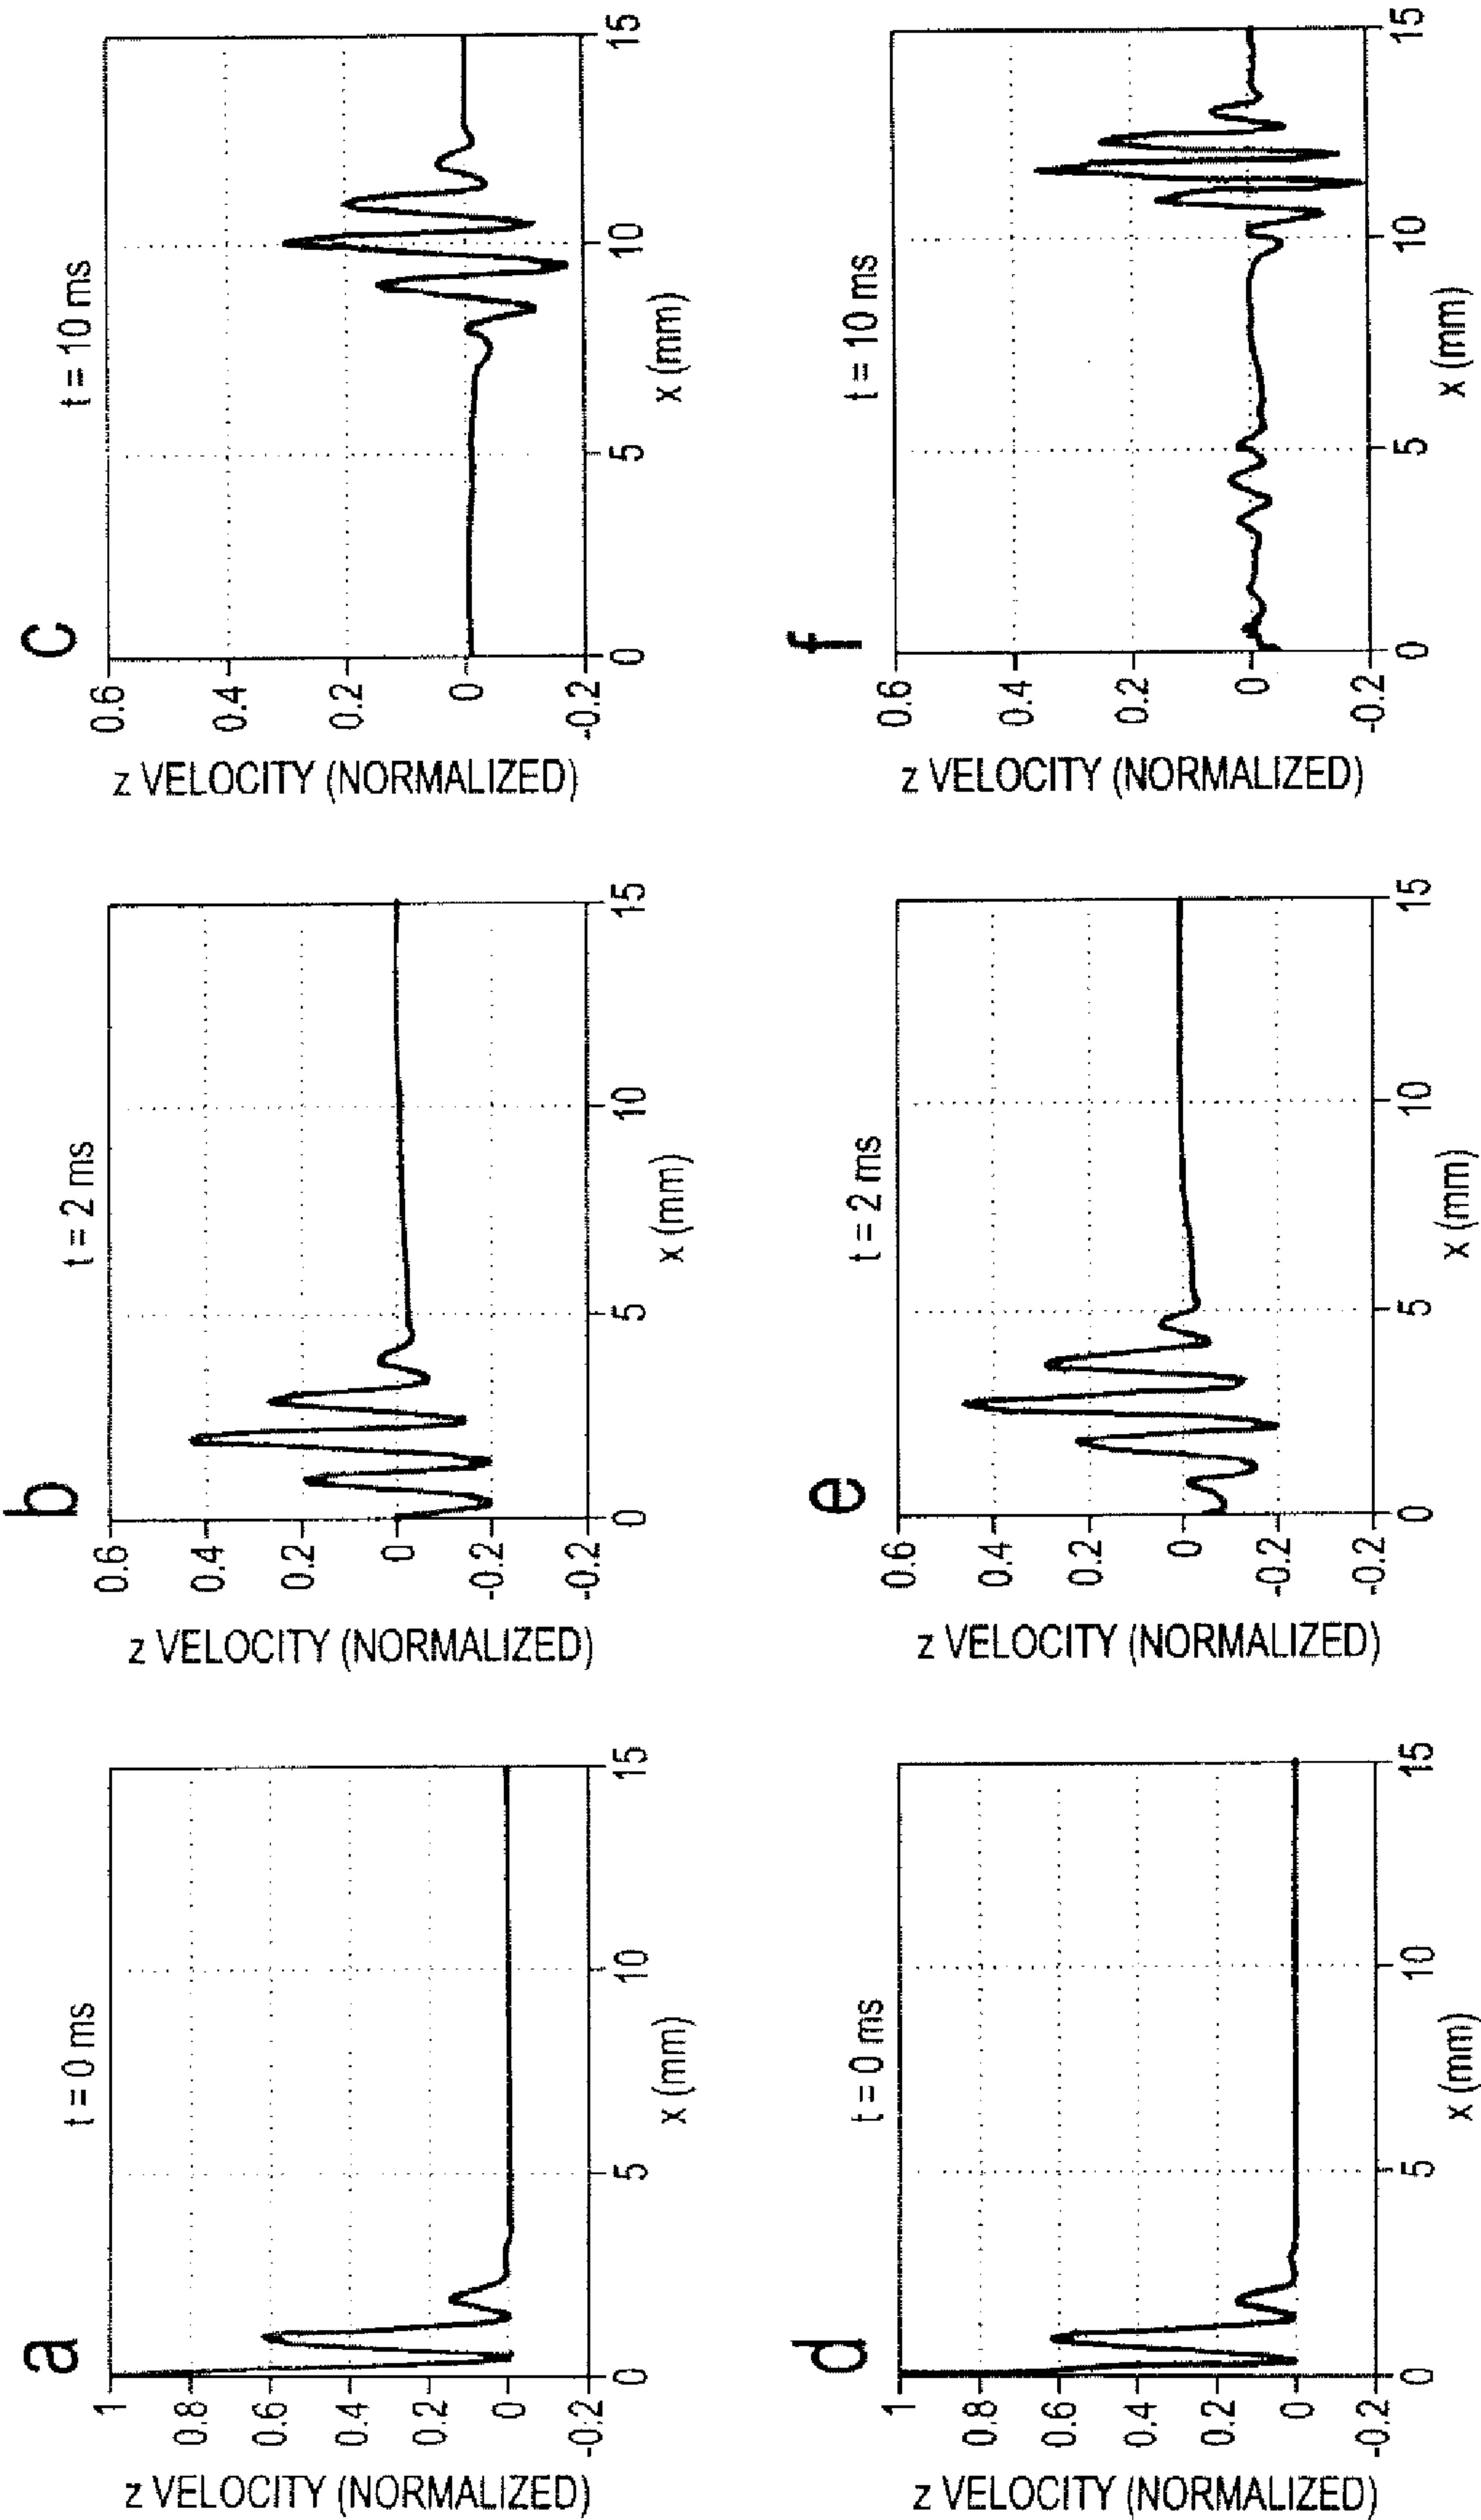 a
t = 0 ms
z VELOCITY (NORMALIZED)
1
0.8
0.6
0.4
0.2
0
-0.2
0
5
10
15
x (mm)
b
t = 2 ms
z VELOCITY (NORMALIZED)
0.6
0.4
0.2
0
-0.2
-0.2
0
5
10
15
x (mm)
c
t = 10 ms
z VELOCITY (NORMALIZED)
0.6
0.4
0.2
0
-0.2
0
5
10
15
x (mm)
d
t = 0 ms
z VELOCITY (NORMALIZED)
1
0.8
0.6
0.4
0.2
0
-0.2
0
5
10
15
x (mm)
e
t = 2 ms
z VELOCITY (NORMALIZED)
0.6
0.4
0.2
0
-0.2
-0.2
0
5
10
15
x (mm)
f
t = 10 ms
z VELOCITY (NORMALIZED)
0.6
0.4
0.2
0
-0.2
0
5
10
15
x (mm)